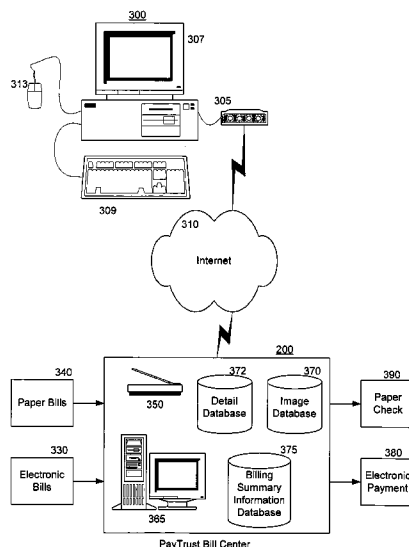 300
307
313
305
309
310
Internet
200
340
Paper Bills
350
372
Detail
Database
370
Image
Database
390
Paper
Check
330
Electronic
Bills
365
375
Billing
Summary
Information
Database
380
Electronic
Payment
PayTrust Bill Center